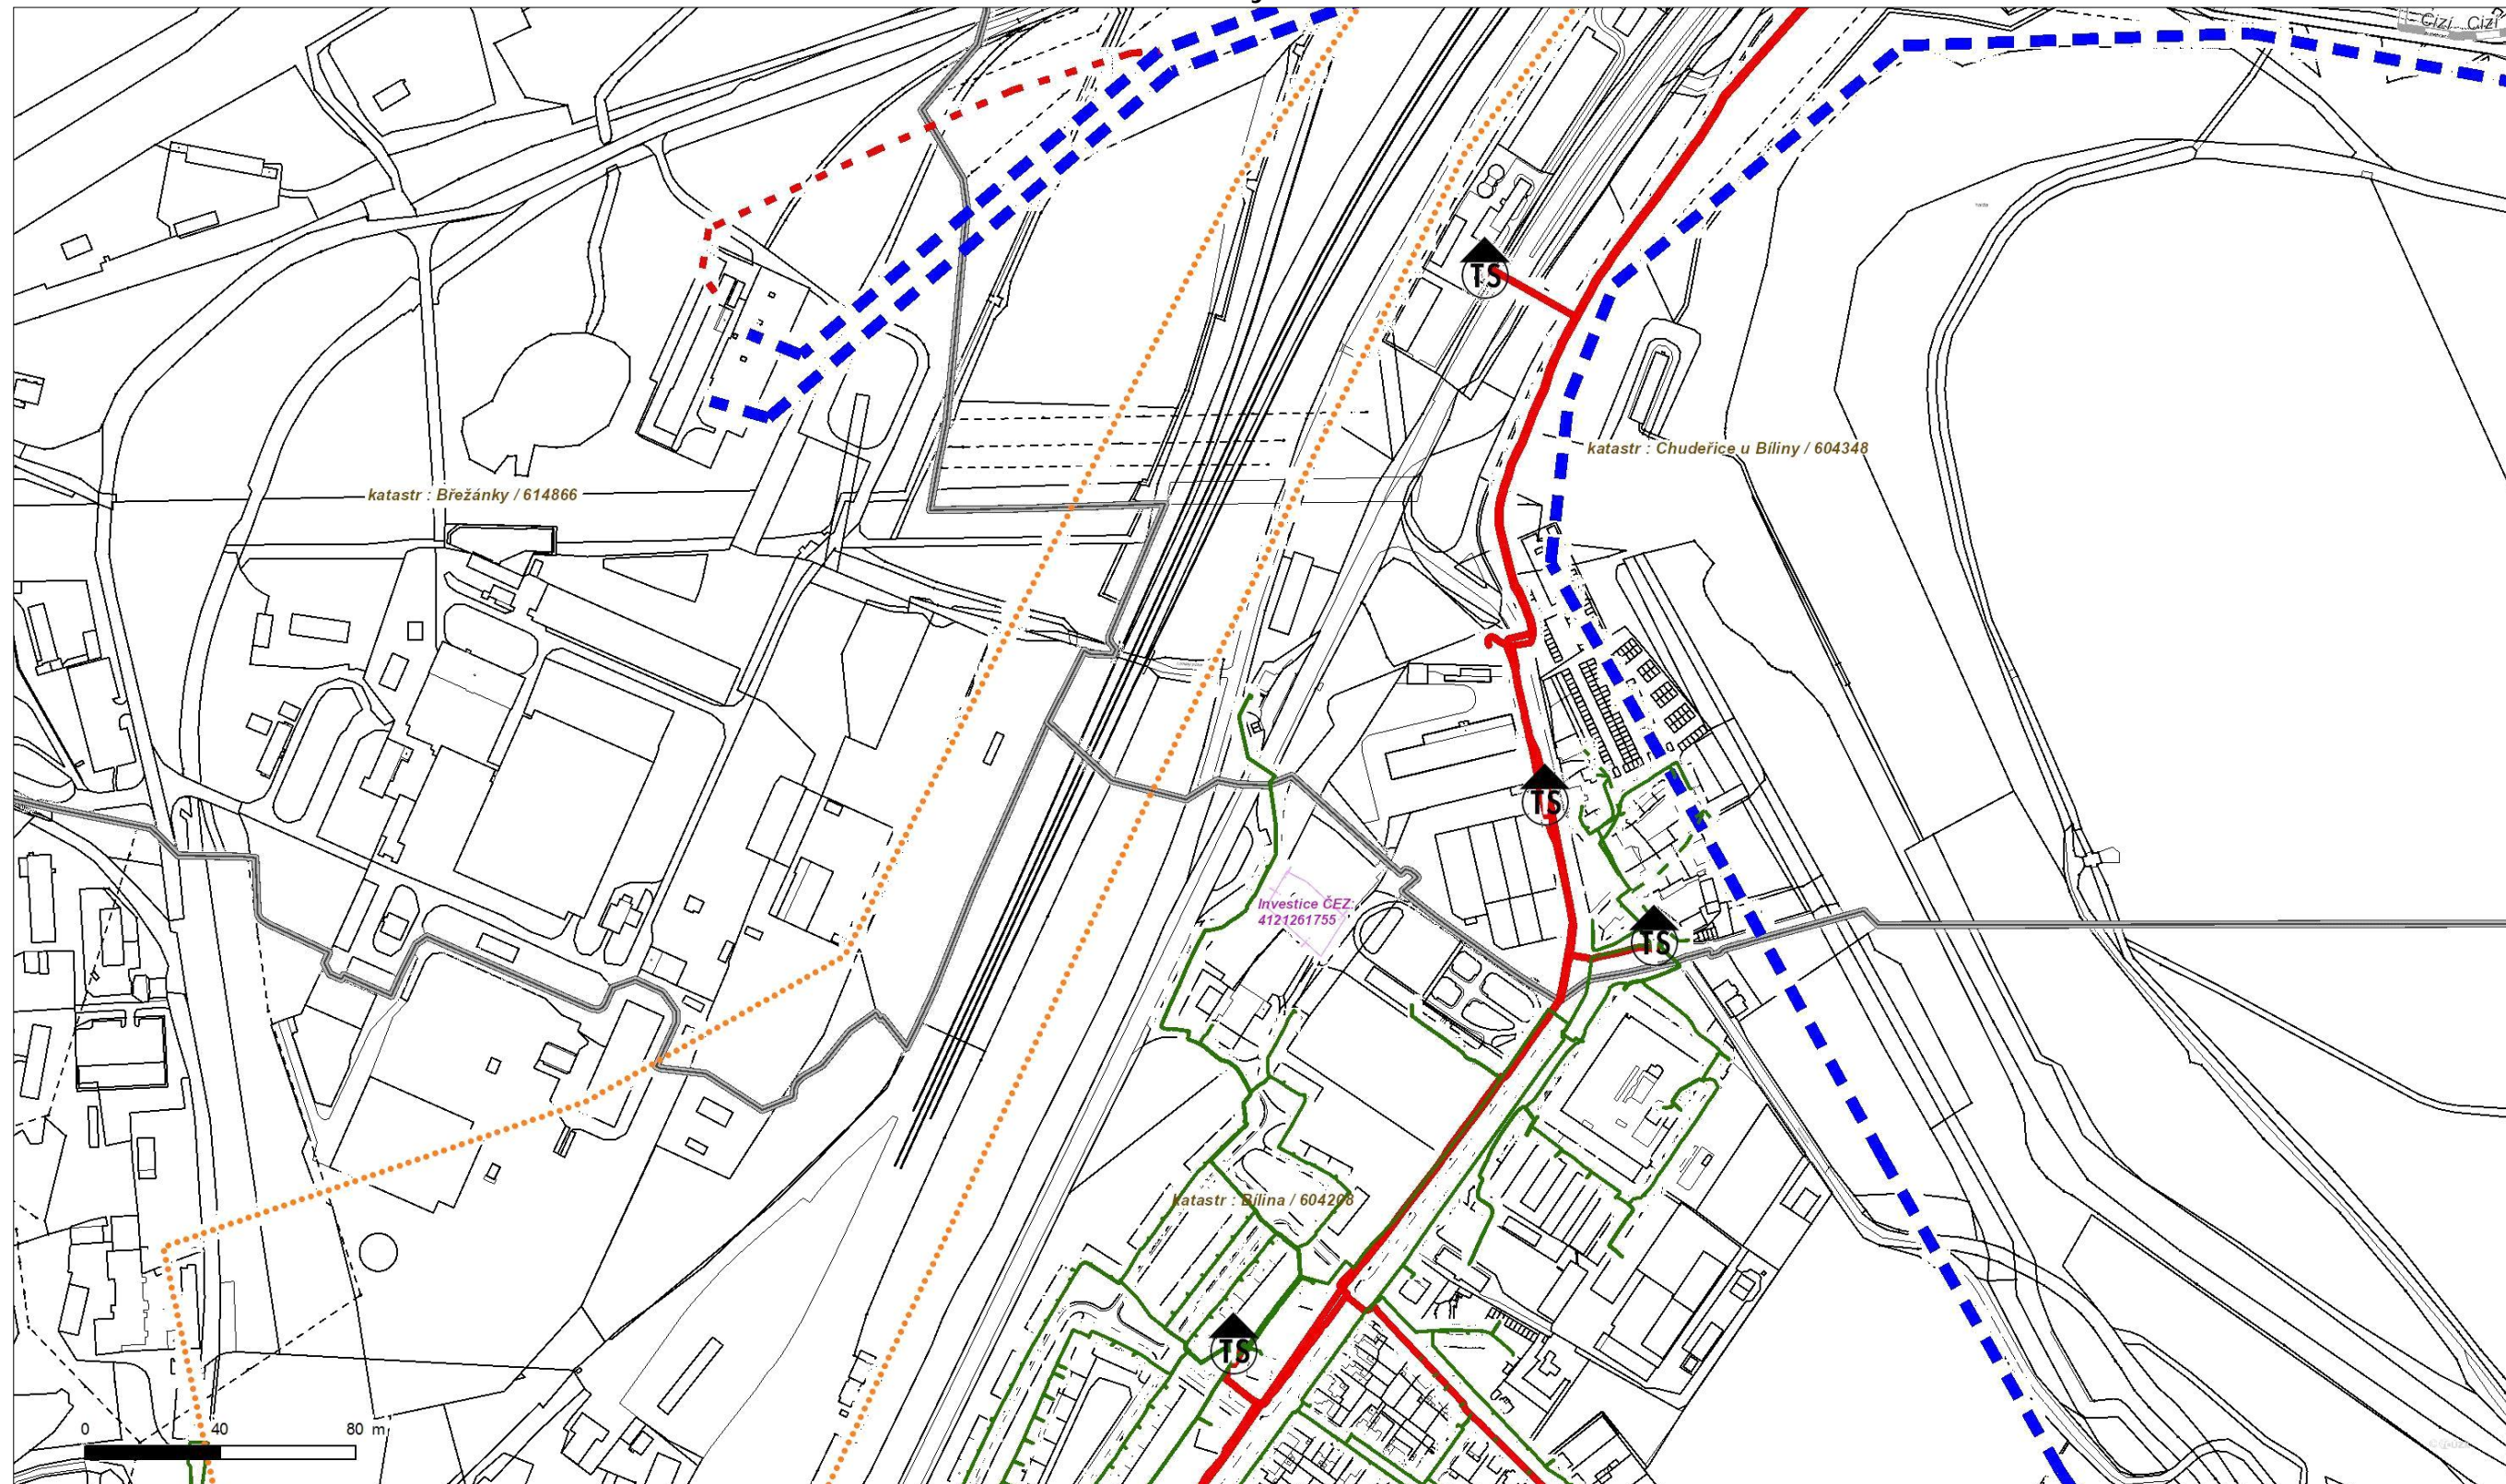 Cizí Cizí
TS
katastr : Chudeřice u Bíliny / 604348
katastr : Břežánky / 614866
TS
Investice ČEZ:
4121261755
TS
katastr : Bílina / 604208
TS
0 40 80 m